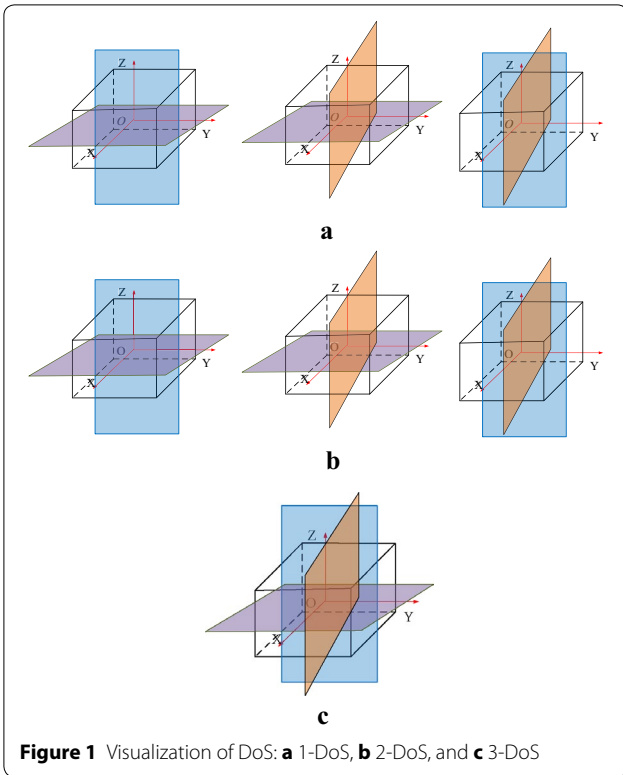 Z Z Z
O O O
Y Y Y
X X X
a
Z Z Z
O O O
Y Y Y
X X X
b
Z
O
Y
X
c
Figure 1 Visualization of DoS: a 1-DoS, b 2-DoS, and c 3-DoS